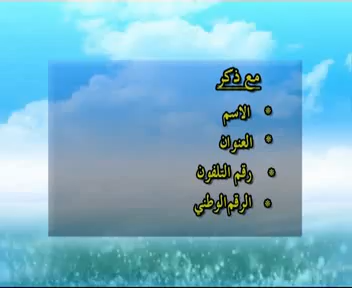 مع ذكر
* الاسم
* العنوان
* رقم التلفون
* الرقم الوطني